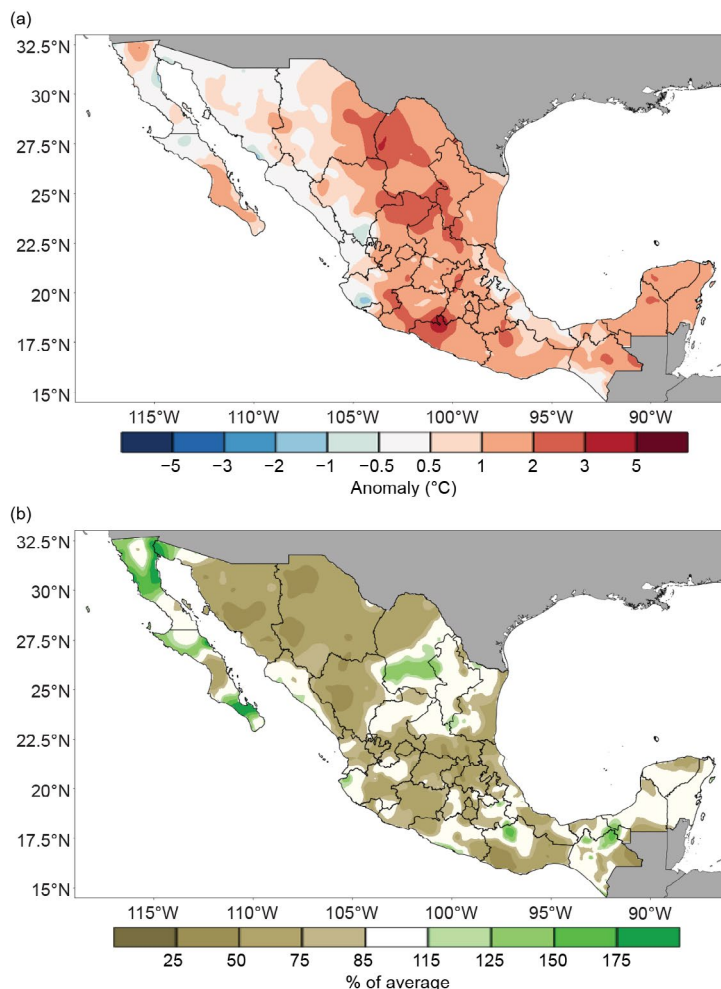 (a)
32.5°N
30°N
27.5°N
25°N
22.5°N
20°N
17.5°N
15°N
115°W 110°W 105°W 100°W 95°W 90°W
−5 −3 −2 −1 −0.5 0.5 1 2 3 5
Anomaly (°C)
(b)
32.5°N
30°N
27.5°N
25°N
22.5°N
20°N
17.5°N
15°N
115°W 110°W 105°W 100°W 95°W 90°W
25 50 75 85 115 125 150 175
% of average